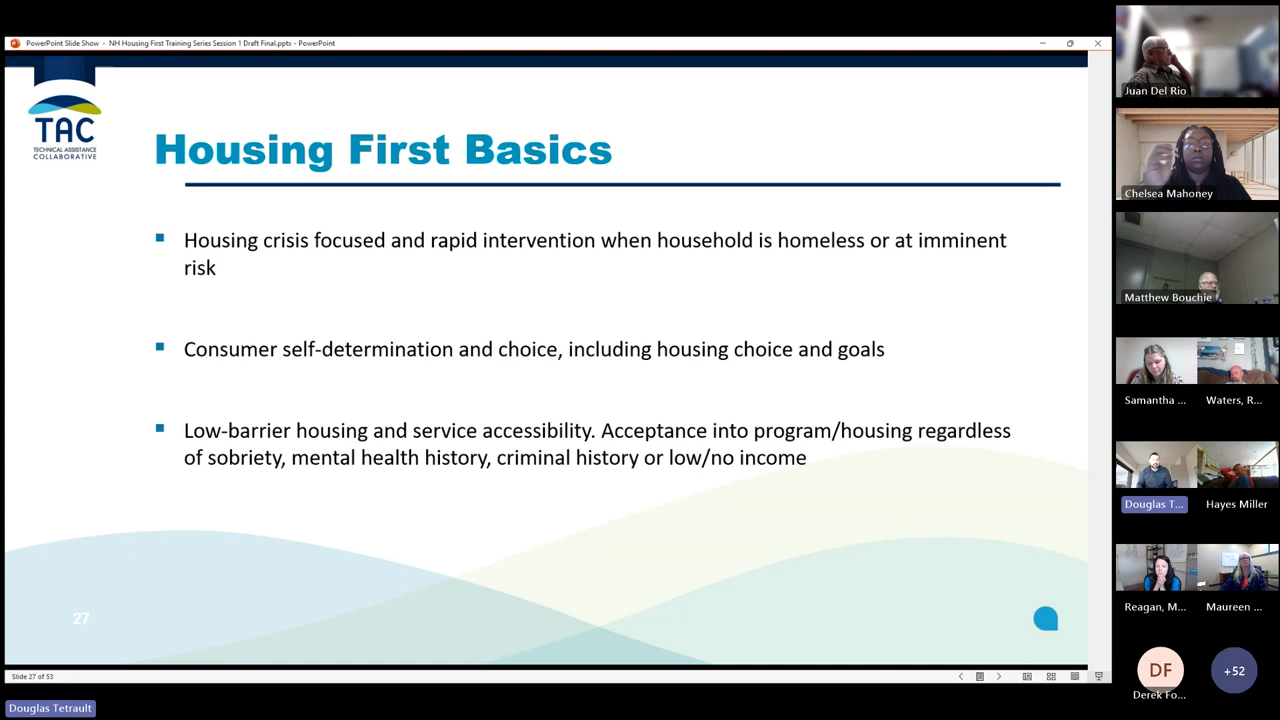 PowerPoint Slide Show - NH Housing First Training Series Session 1 Draft Final.pptx - PowerPoint
TAC
TECHNICAL ASSISTANCE
COLLABORATIVE
Housing First Basics
Housing crisis focused and rapid intervention when household is homeless or at imminent
risk
Consumer self-determination and choice, including housing choice and goals
Low-barrier housing and service accessibility. Acceptance into program/housing regardless
of sobriety, mental health history, criminal history or low/no income
27
Slide 27 of 53
Douglas Tetrault
Juan Del Rio
Chelsea Mahoney
Matthew Bouchie
Samantha ...
Waters, R...
Douglas T...
Hayes Miller
Reagan, M...
Maureen ...
DF
+52
Derek Fo...